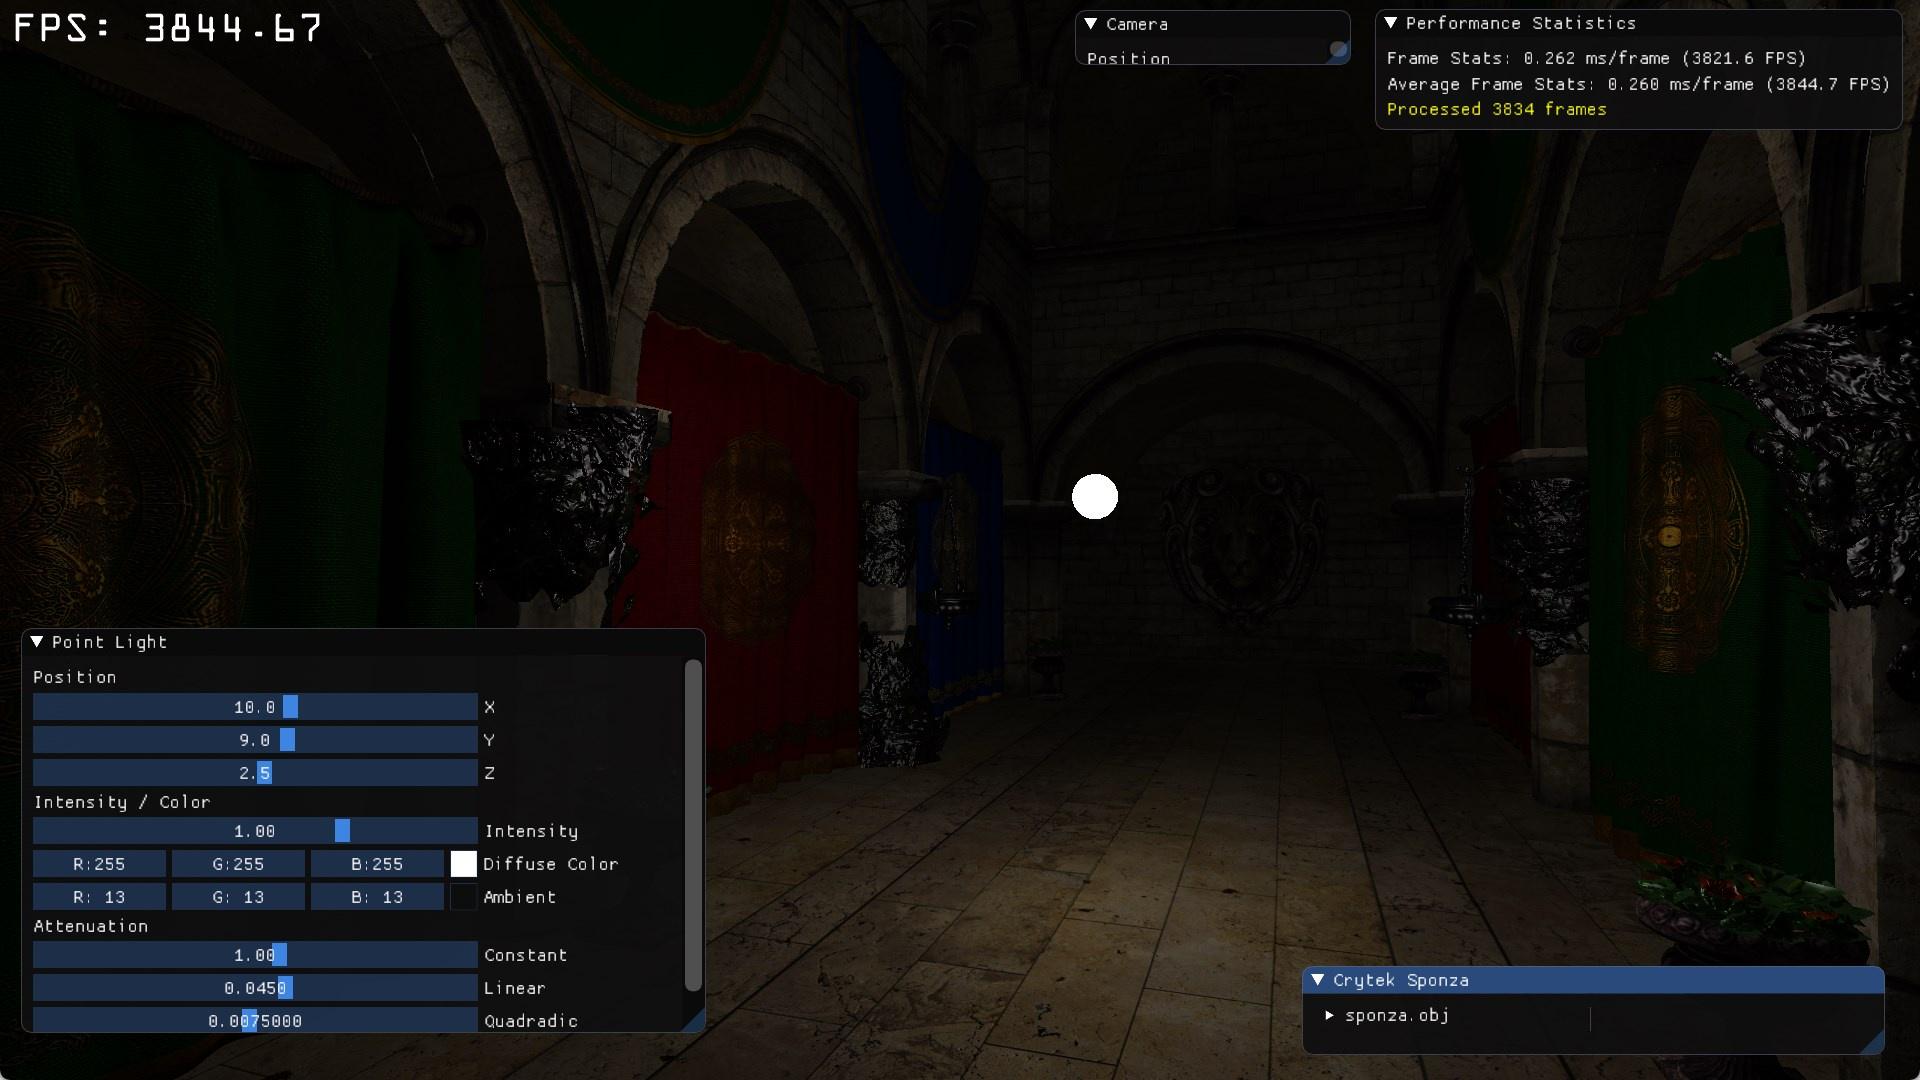 FPS: 3844.67
Camera
Position
Performance Statistics
Frame Stats: 0.262 ms/frame (3821.6 FPS)
Average Frame Stats: 0.260 ms/frame (3844.7 FPS)
Processed 3834 frames
Point Light
Position
10.0 X
9.0 Y
2.5 Z
Intensity / Color
1.00 Intensity
R:255 G:255 B:255 Diffuse Color
R: 13 G: 13 B: 13 Ambient
Attenuation
1.00 Constant
0.0450 Linear
0.0075000 Quadradic
Crytek Sponza
sponza.obj